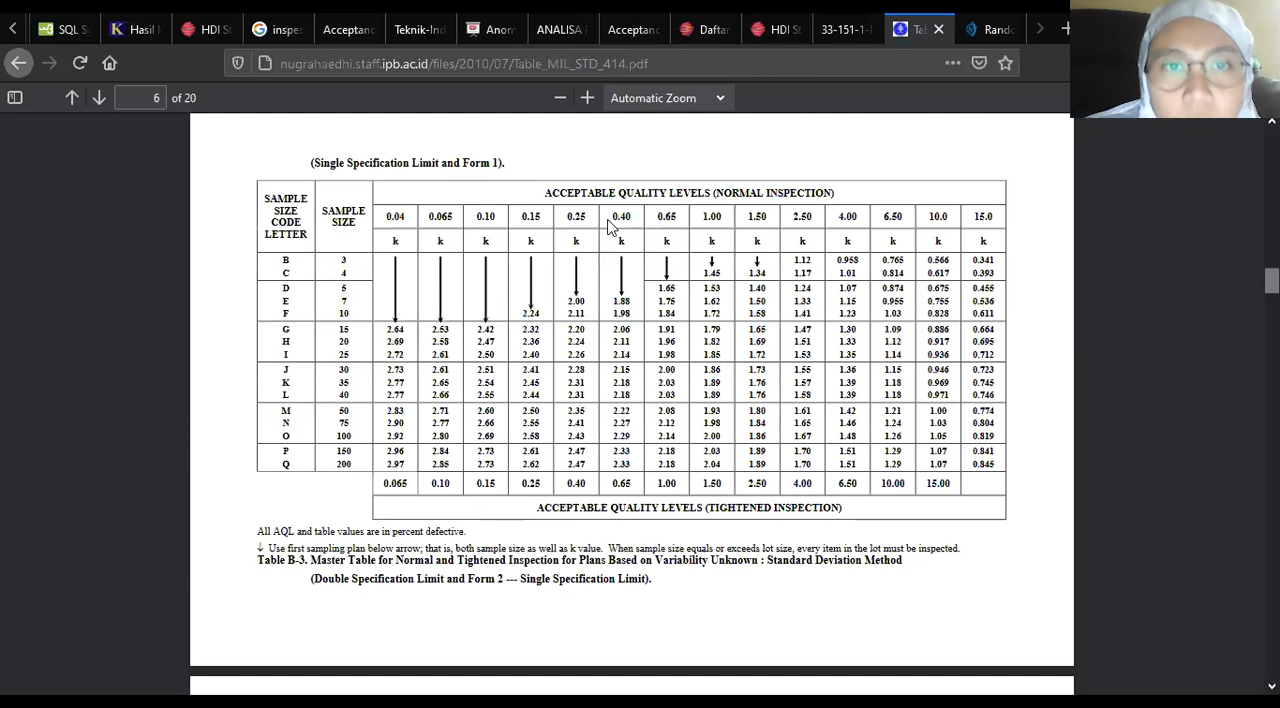 SQL Sy
Hasil
HDI St
inspec
Acceptanc
Teknik-Ind
Anom
ANALISA
Acceptanc
Daftar
HDI St
33-151-1-
Tab
Rando
nugrahaedhi.staff.ipb.ac.id/files/2010/07/Table_MIL_STD_414.pdf
6 of 20
Automatic Zoom
(Single Specification Limit and Form 1).
SAMPLE SIZE CODE LETTER
SAMPLE SIZE
ACCEPTABLE QUALITY LEVELS (NORMAL INSPECTION)
0.04 0.065 0.10 0.15 0.25 0.40 0.65 1.00 1.50 2.50 4.00 6.50 10.0 15.0
k k k k k k k k k k k k k k
B 3 ↓ ↓ 1.12 0.958 0.765 0.566 0.341
C 4 1.45 1.34 1.17 1.01 0.814 0.617 0.393
D 5 1.65 1.53 1.40 1.24 1.07 0.874 0.675 0.455
E 7 2.00 1.88 1.75 1.62 1.50 1.33 1.15 0.955 0.755 0.536
F 10 2.24 2.11 1.98 1.84 1.72 1.58 1.41 1.23 1.03 0.828 0.611
G 15 2.64 2.53 2.42 2.32 2.20 2.06 1.91 1.79 1.65 1.47 1.30 1.09 0.886 0.664
H 20 2.69 2.58 2.47 2.36 2.24 2.11 1.96 1.82 1.69 1.51 1.33 1.12 0.917 0.695
I 25 2.72 2.61 2.50 2.40 2.26 2.14 1.98 1.85 1.72 1.53 1.35 1.14 0.936 0.712
J 30 2.73 2.61 2.51 2.41 2.28 2.15 2.00 1.86 1.73 1.55 1.36 1.15 0.946 0.723
K 35 2.77 2.65 2.54 2.45 2.31 2.18 2.03 1.89 1.76 1.57 1.39 1.18 0.969 0.745
L 40 2.77 2.66 2.55 2.44 2.31 2.18 2.03 1.89 1.76 1.58 1.39 1.18 0.971 0.746
M 50 2.83 2.71 2.60 2.50 2.35 2.22 2.08 1.93 1.80 1.61 1.42 1.21 1.00 0.774
N 75 2.90 2.77 2.66 2.55 2.41 2.27 2.12 1.98 1.84 1.65 1.46 1.24 1.03 0.804
O 100 2.92 2.80 2.69 2.58 2.43 2.29 2.14 2.00 1.86 1.67 1.48 1.26 1.05 0.819
P 150 2.96 2.84 2.73 2.61 2.47 2.33 2.18 2.03 1.89 1.70 1.51 1.29 1.07 0.841
Q 200 2.97 2.85 2.73 2.62 2.47 2.33 2.18 2.04 1.89 1.70 1.51 1.29 1.07 0.845
0.065 0.10 0.15 0.25 0.40 0.65 1.00 1.50 2.50 4.00 6.50 10.00 15.00
ACCEPTABLE QUALITY LEVELS (TIGHTENED INSPECTION)
All AQL and table values are in percent defective.
↓ Use first sampling plan below arrow; that is, both sample size as well as k value. When sample size equals or exceeds lot size, every item in the lot must be inspected.
Table B-3. Master Table for Normal and Tightened Inspection for Plans Based on Variability Unknown : Standard Deviation Method
(Double Specification Limit and Form 2 --- Single Specification Limit).